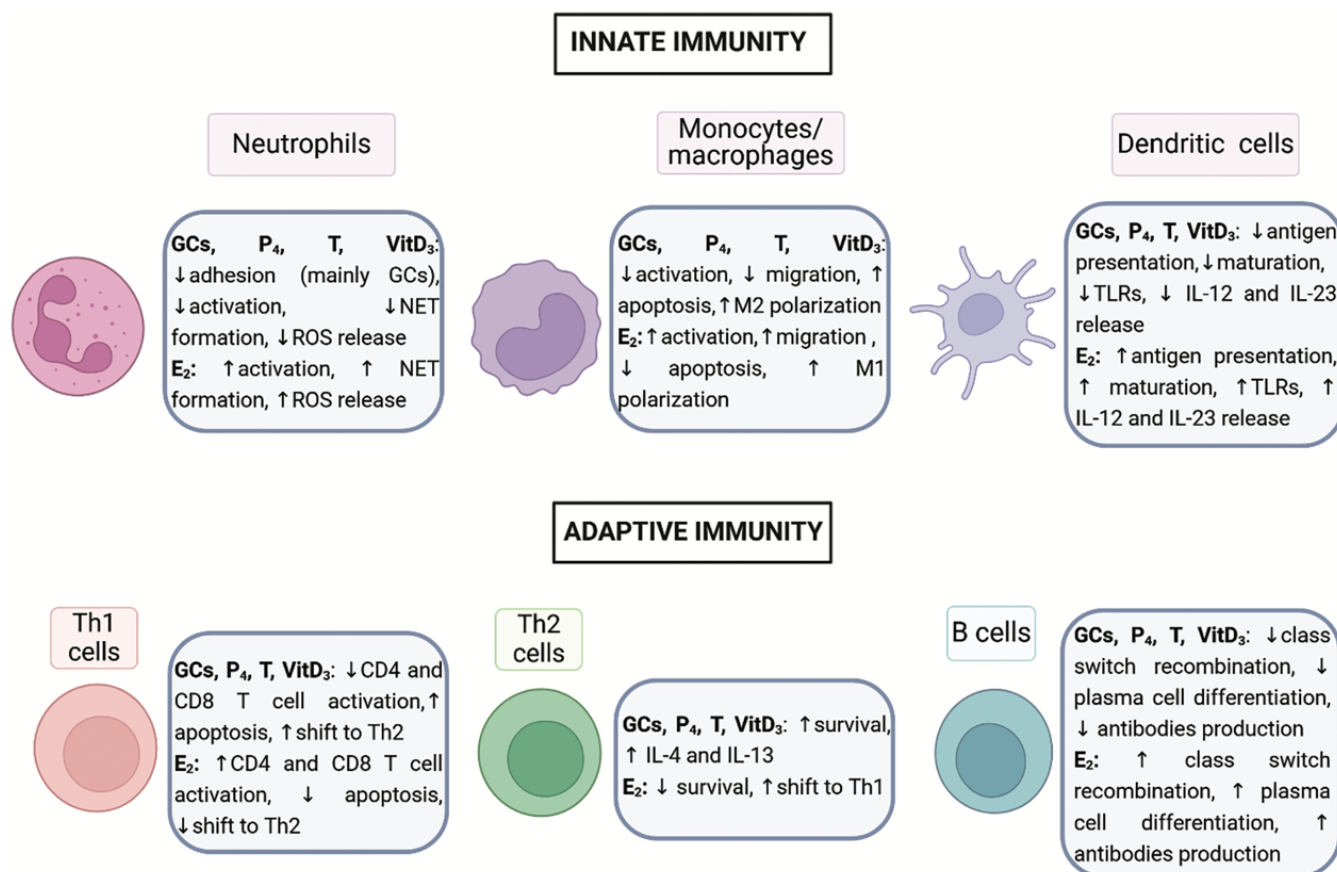 INNATE IMMUNITY
Neutrophils
GCs, P₄, T, VitD₃:
↓adhesion (mainly GCs),
↓activation, ↓NET
formation, ↓ROS release
E₂: ↑activation, ↑ NET
formation, ↑ROS release
Monocytes/
macrophages
GCs, P₄, T, VitD₃:
↓activation, ↓ migration, ↑
apoptosis,↑M2 polarization
E₂:↑activation,↑migration ,
↓ apoptosis, ↑ M1
polarization
Dendritic cells
GCs, P₄, T, VitD₃: ↓antigen
presentation,↓maturation,
↓TLRs, ↓ IL-12 and IL-23
release
E₂: ↑antigen presentation,
↑ maturation, ↑TLRs, ↑
IL-12 and IL-23 release
ADAPTIVE IMMUNITY
Th1
cells
GCs, P₄, T, VitD₃: ↓CD4 and
CD8 T cell activation,↑
apoptosis, ↑shift to Th2
E₂: ↑CD4 and CD8 T cell
activation, ↓ apoptosis,
↓shift to Th2
Th2
cells
GCs, P₄, T, VitD₃: ↑survival,
↑ IL-4 and IL-13
E₂: ↓ survival, ↑shift to Th1
B cells
GCs, P₄, T, VitD₃: ↓class
switch recombination, ↓
plasma cell differentiation,
↓ antibodies production
E₂: ↑ class switch
recombination, ↑ plasma
cell differentiation, ↑
antibodies production